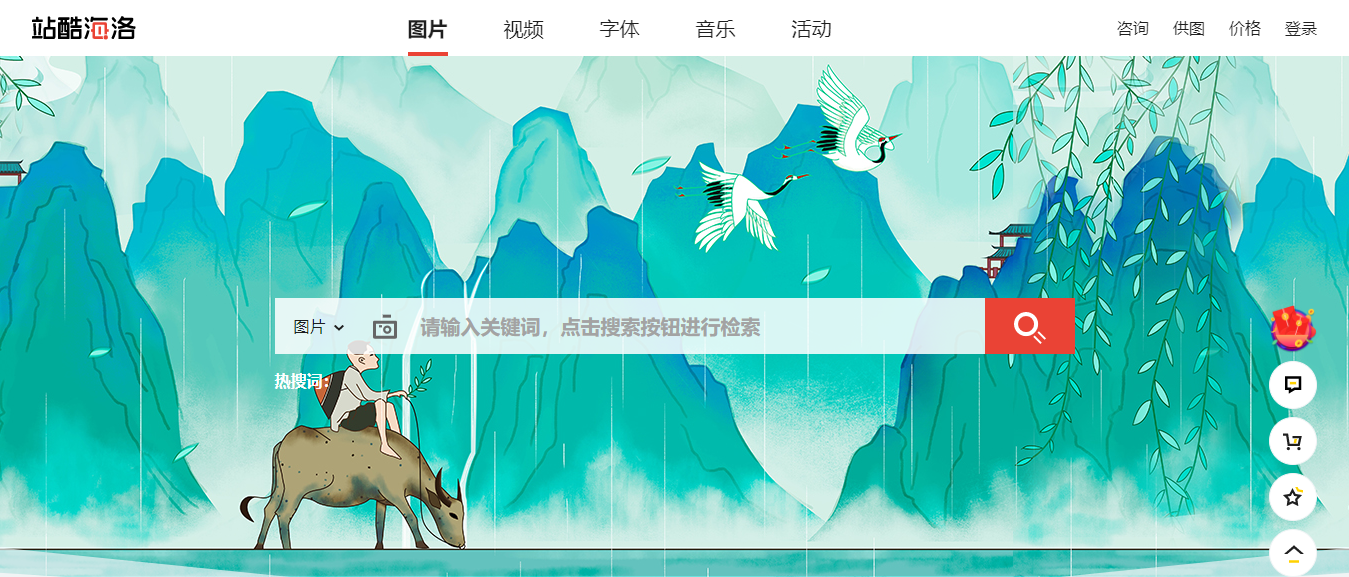 站酷海洛
图片 视频 字体 音乐 活动
咨询 供图 价格 登录
图片 请输入关键词，点击搜索按钮进行检索
热搜词：